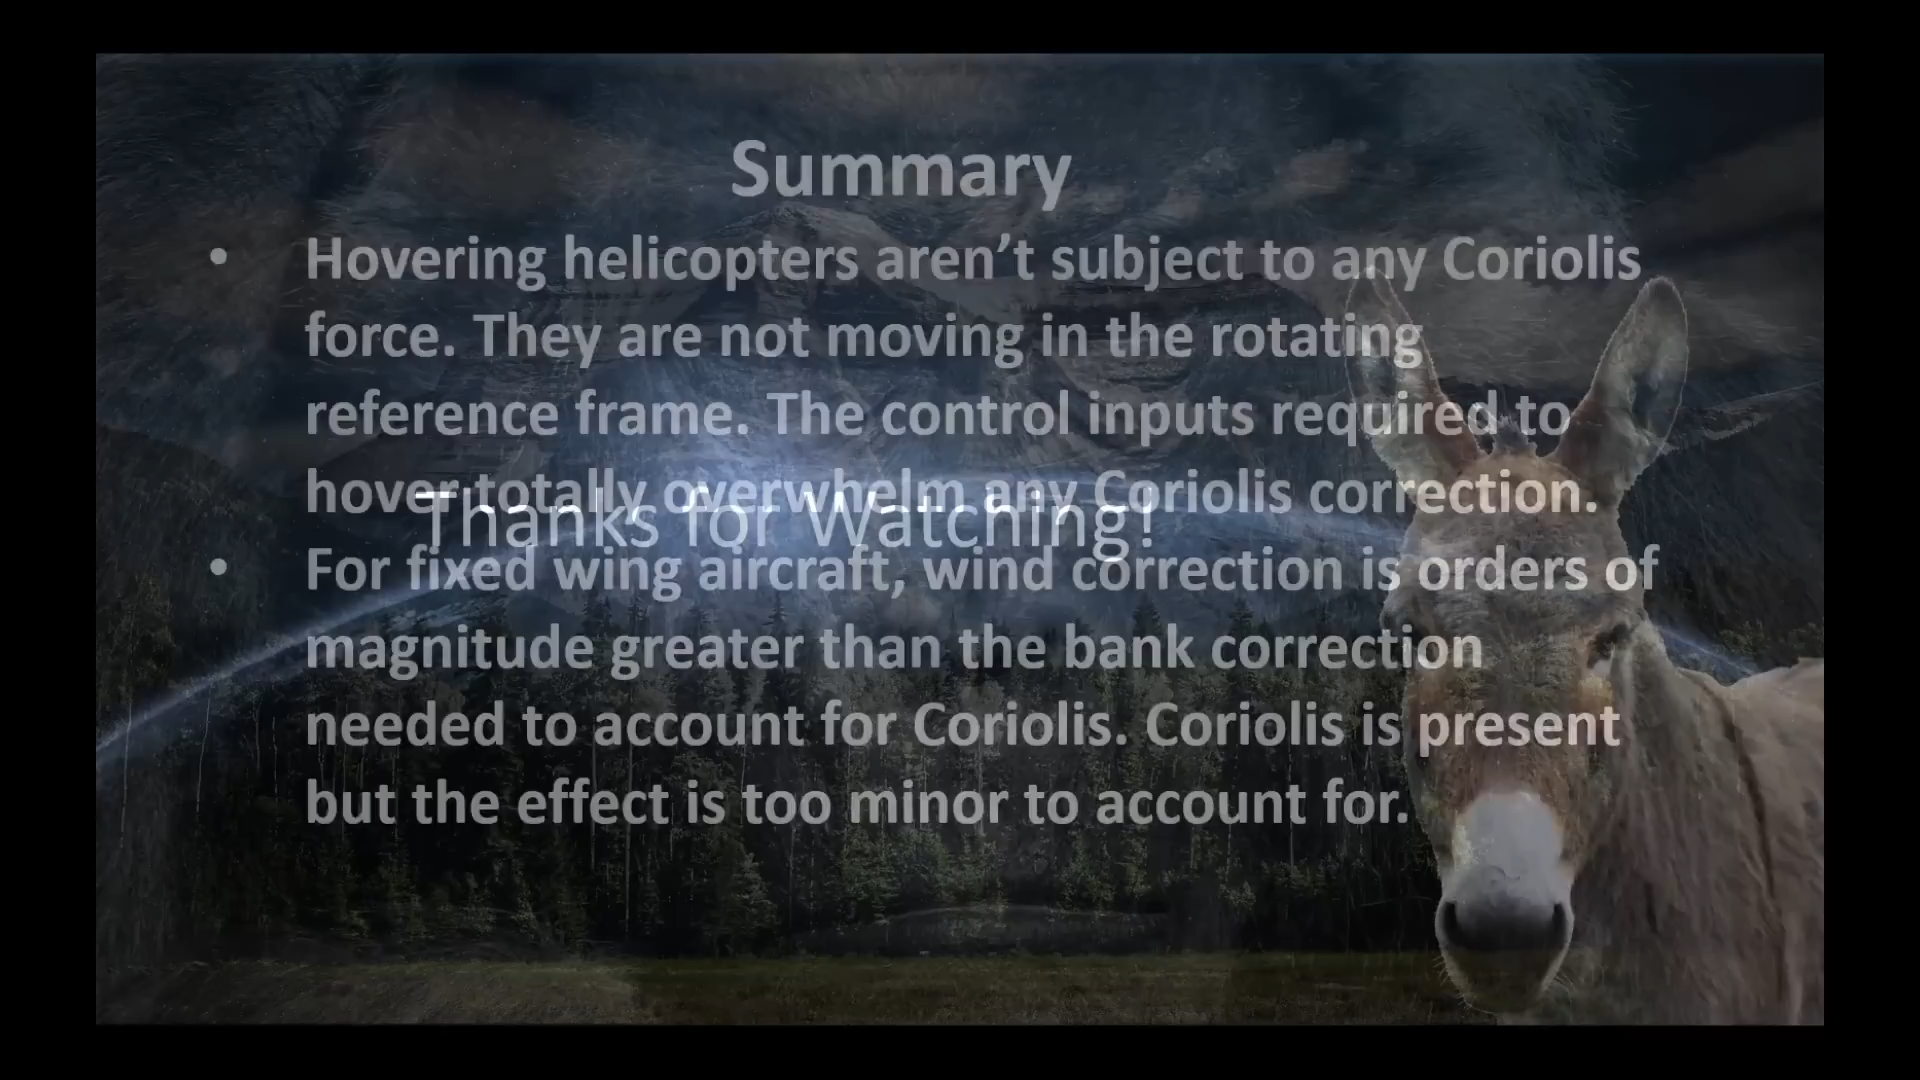 Summary
• Hovering helicopters aren’t subject to any Coriolis
force. They are not moving in the rotating
reference frame. The control inputs required to
hover totally overwhelm any Coriolis correction.
Thanks for Watching!
• For fixed wing aircraft, wind correction is orders of
magnitude greater than the bank correction
needed to account for Coriolis. Coriolis is present
but the effect is too minor to account for.